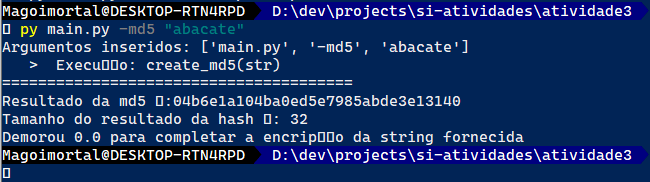 Magoimortal@DESKTOP-RTN4RPD D:\dev\projects\si-atividades\atividade3
▯ py main.py -md5 "abacate"
Argumentos inseridos: ['main.py', '-md5', 'abacate']
> Execu▯▯o: create_md5(str)
=======================================
Resultado da md5 ▯:04b6e1a104ba0ed5e7985abde3e13140
Tamanho do resultado da hash ▯: 32
Demorou 0.0 para completar a encrip▯▯o da string fornecida
Magoimortal@DESKTOP-RTN4RPD D:\dev\projects\si-atividades\atividade3
▯